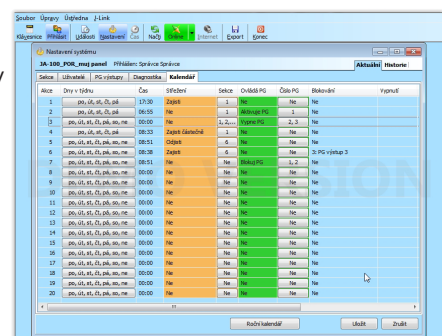 Soubor Úpravy Ústředna J-Link
Klávesnice Přihlásit Události Nastavení Čas Načti Online Internet Export Konec
Nastavení systému
JA-100_POR_muj panel Přihlášen: Správce Správce Aktuální Historie
Sekce Uživatelé PG výstupy Diagnostika Kalendář
Akce Dny v týdnu Čas Střežení Sekce Ovládá PG Číslo PG Blokování Vypnutí
1 po, út, st, čt, pá 17:30 Zajisti 1 Ne Ne Ne
2 po, út, st, čt, pá 06:55 Ne Ne Aktivuje PG 1 Ne
3 po, út, st, čt, pá, so, ne 00:00 Ne 1, 2,... Vypne PG 2, 3 Ne
4 po, út, st, čt, pá 08:33 Zajisti částečně 1 Ne Ne Ne
5 po, út, st, čt, pá, so, ne 08:51 Odjisti 6 Ne Ne Ne
6 po, út, st, čt, pá, so, ne 08:38 Zajisti 6 Ne Ne 3: PG výstup 3
7 po, út, st, čt, pá, so, ne 08:51 Ne Ne Blokuj PG 1, 2 Ne
8 po, út, st, čt, pá, so, ne 00:00 Ne Ne Ne Ne Ne
9 po, út, st, čt, pá, so, ne 00:00 Ne Ne Ne Ne Ne
10 po, út, st, čt, pá, so, ne 00:00 Ne Ne Ne Ne Ne
11 po, út, st, čt, pá, so, ne 00:00 Ne Ne Ne Ne Ne
12 po, út, st, čt, pá, so, ne 00:00 Ne Ne Ne Ne Ne
13 po, út, st, čt, pá, so, ne 00:00 Ne Ne Ne Ne Ne
14 po, út, st, čt, pá, so, ne 00:00 Ne Ne Ne Ne Ne
15 po, út, st, čt, pá, so, ne 00:00 Ne Ne Ne Ne Ne
16 po, út, st, čt, pá, so, ne 00:00 Ne Ne Ne Ne Ne
17 po, út, st, čt, pá, so, ne 00:00 Ne Ne Ne Ne Ne
18 po, út, st, čt, pá, so, ne 00:00 Ne Ne Ne Ne Ne
19 po, út, st, čt, pá, so, ne 00:00 Ne Ne Ne Ne Ne
20 po, út, st, čt, pá, so, ne 00:00 Ne Ne Ne Ne Ne
Roční kalendář Uložit Zrušit